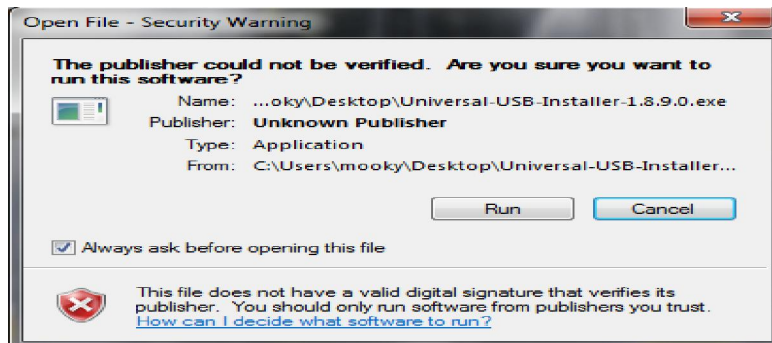 Open File - Security Warning
The publisher could not be verified.  Are you sure you want to
run this software?
Name: ...oky\Desktop\Universal-USB-Installer-1.8.9.0.exe
Publisher: Unknown Publisher
Type: Application
From: C:\Users\mooky\Desktop\Universal-USB-Installer...
Run Cancel
Always ask before opening this file
This file does not have a valid digital signature that verifies its
publisher.  You should only run software from publishers you trust.
How can I decide what software to run?